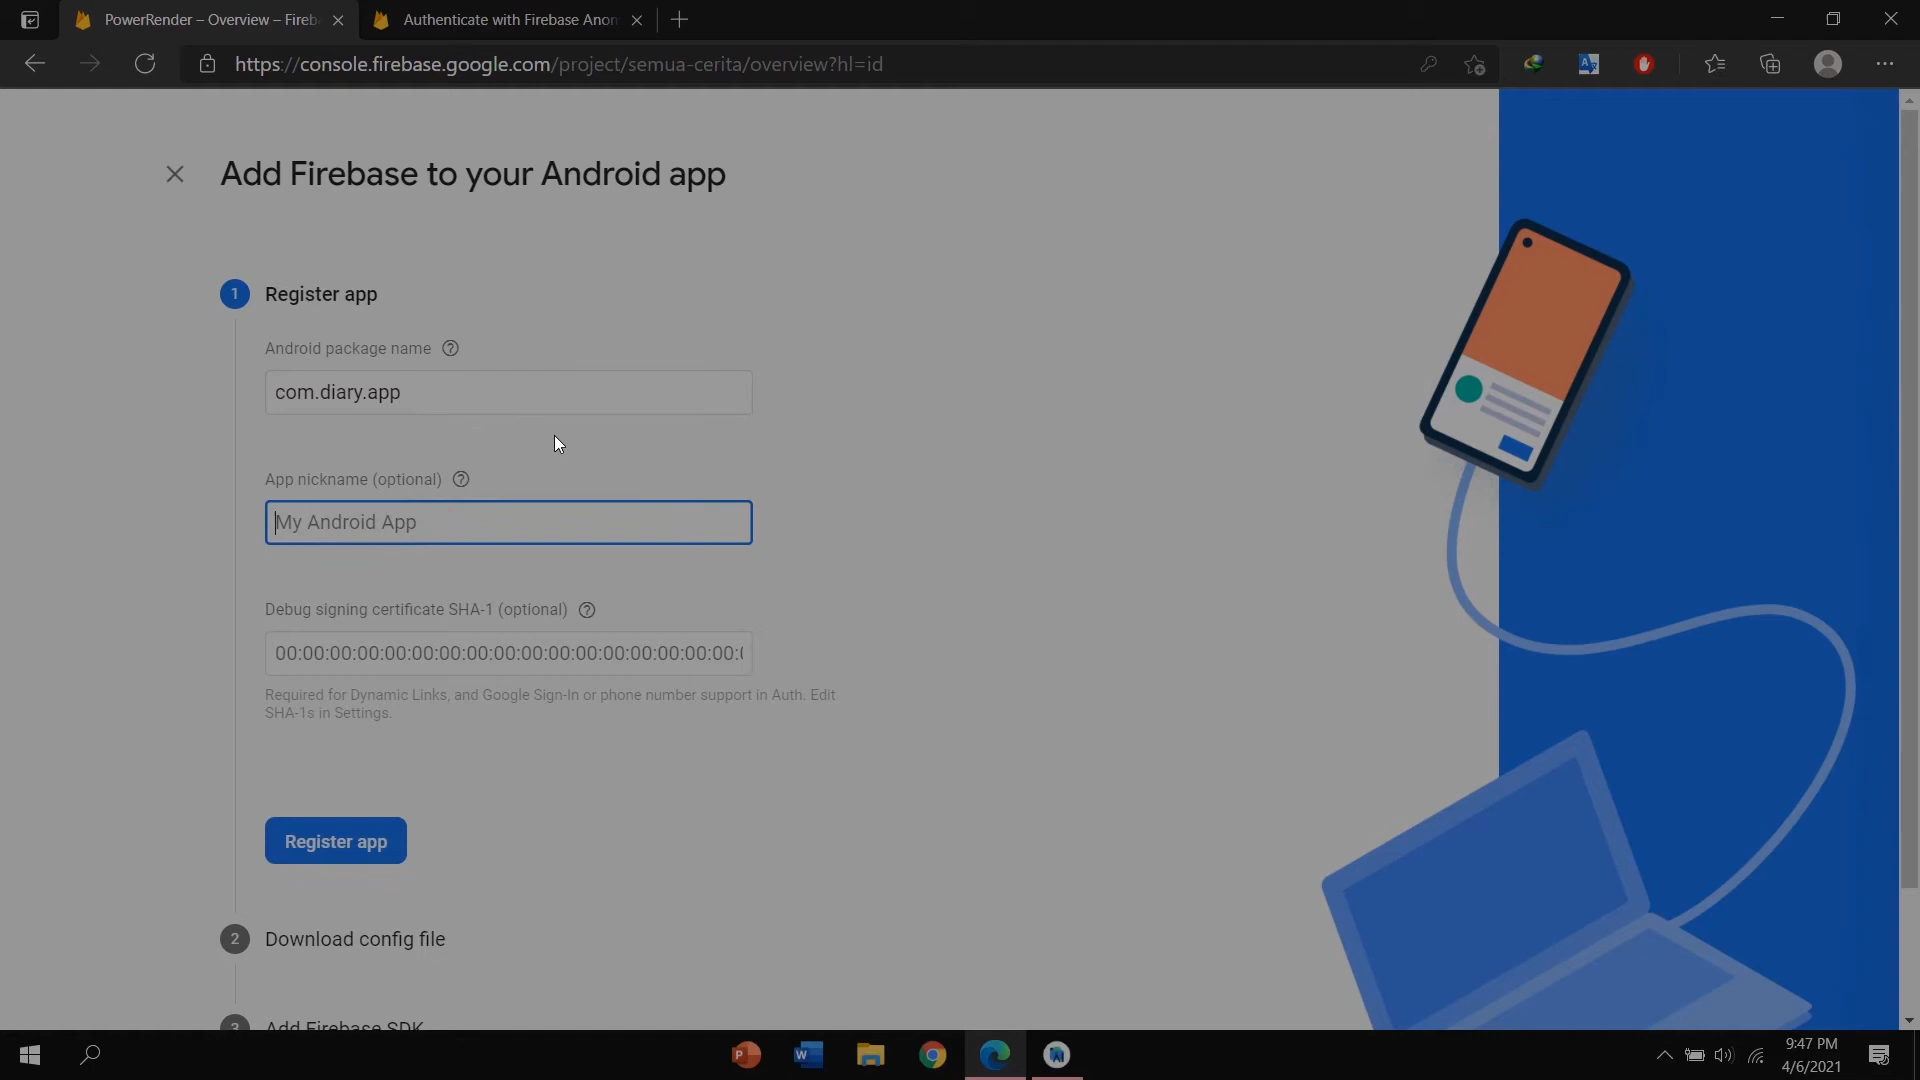 PowerRender – Overview – Fireb
Authenticate with Firebase Anon
https://console.firebase.google.com/project/semua-cerita/overview?hl=id
Add Firebase to your Android app
1 Register app
Android package name
com.diary.app
App nickname (optional)
My Android App
Debug signing certificate SHA-1 (optional)
00:00:00:00:00:00:00:00:00:00:00:00:00:00:00:00:00:
Required for Dynamic Links, and Google Sign-In or phone number support in Auth. Edit
SHA-1s in Settings.
Register app
2 Download config file
3 Add Firebase SDK
9:47 PM
4/6/2021